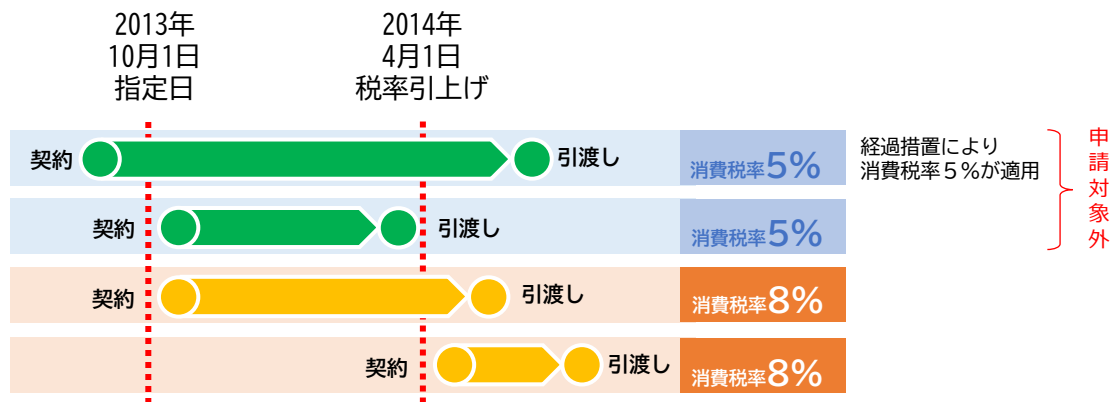 2013年
10月1日
指定日
2014年
4月1日
税率引上げ
契約
引渡し
消費税率5%
経過措置により
消費税率5%が適用
契約
引渡し
消費税率5%
申請対象外
契約
引渡し
消費税率8%
契約
引渡し
消費税率8%